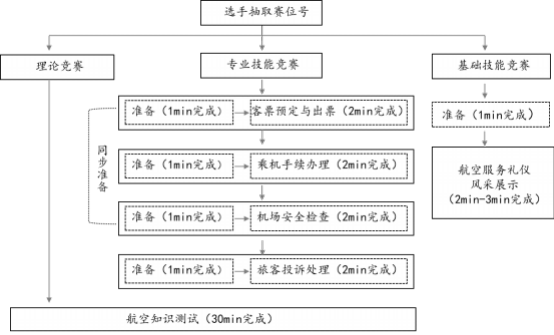 选手抽取赛位号
理论竞赛
专业技能竞赛
基础技能竞赛
准备（1min完成）
客票预定与出票（2min完成）
准备（1min完成）
同步准备
准备（1min完成）
乘机手续办理（2min完成）
航空服务礼仪
风采展示
（2min-3min完成）
准备（1min完成）
机场安全检查（2min完成）
准备（1min完成）
旅客投诉处理（2min完成）
航空知识测试（30min完成）